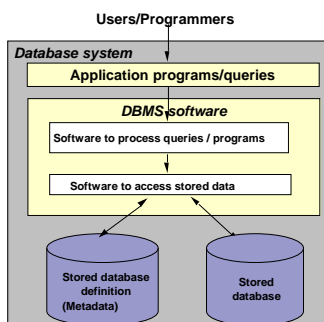 Users/Programmers
Database system
Application programs/queries
DBMS software
Software to process queries / programs
Software to access stored data
Stored database
definition
(Metadata)
Stored
database